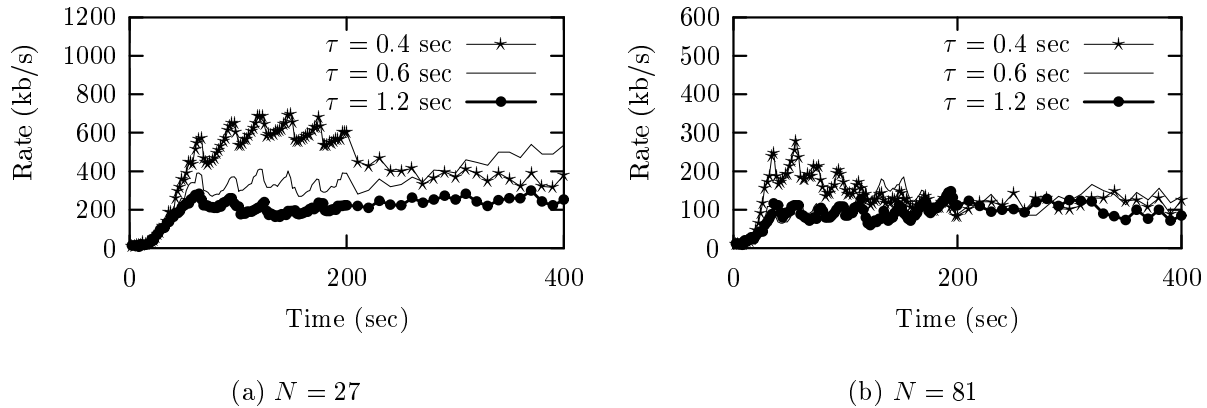 1200
1000
800
600
400
200
0
0
200
400
Rate (kb/s)
Time (sec)
τ = 0.4 sec
τ = 0.6 sec
τ = 1.2 sec
(a) N = 27
600
500
400
300
200
100
0
0
200
400
Rate (kb/s)
Time (sec)
τ = 0.4 sec
τ = 0.6 sec
τ = 1.2 sec
(b) N = 81